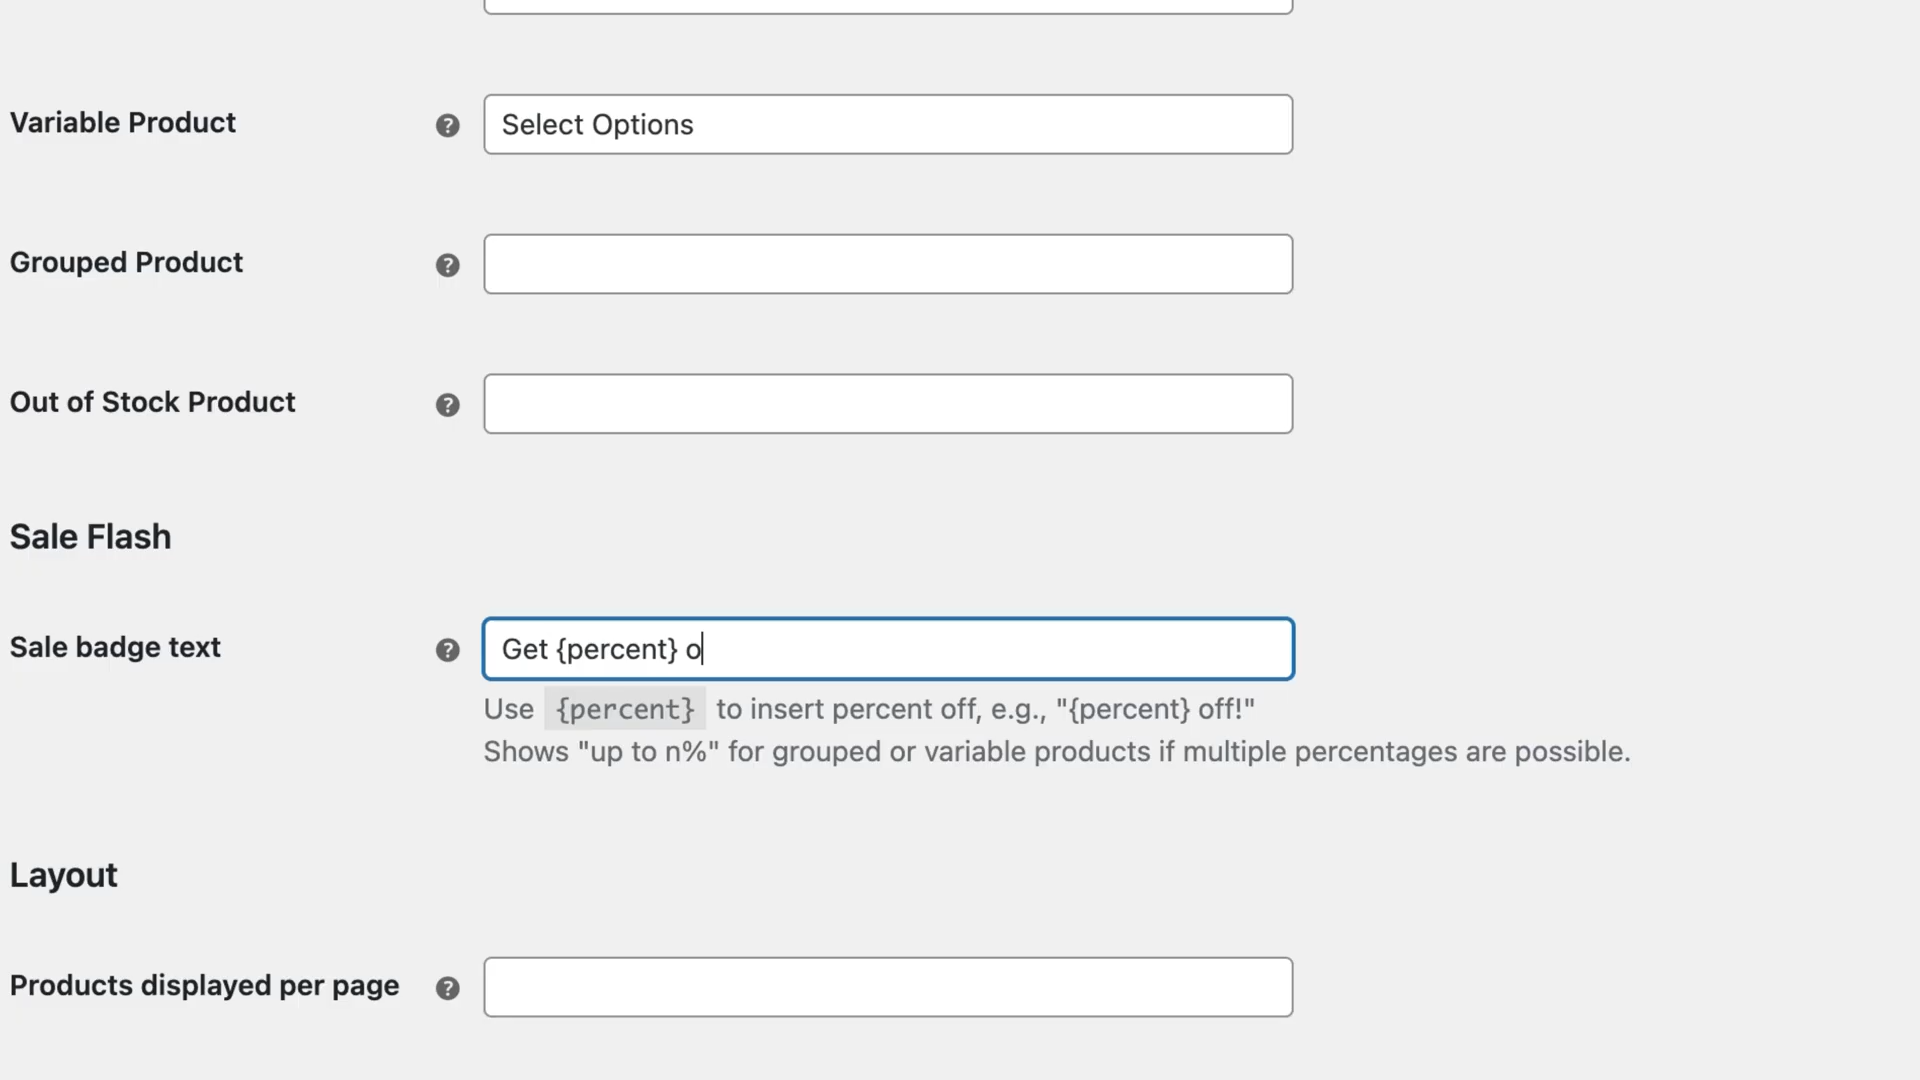 Variable Product
Select Options
Grouped Product
Out of Stock Product
Sale Flash
Sale badge text
Get {percent} o
Use {percent} to insert percent off, e.g., "{percent} off!"
Shows "up to n%" for grouped or variable products if multiple percentages are possible.
Layout
Products displayed per page